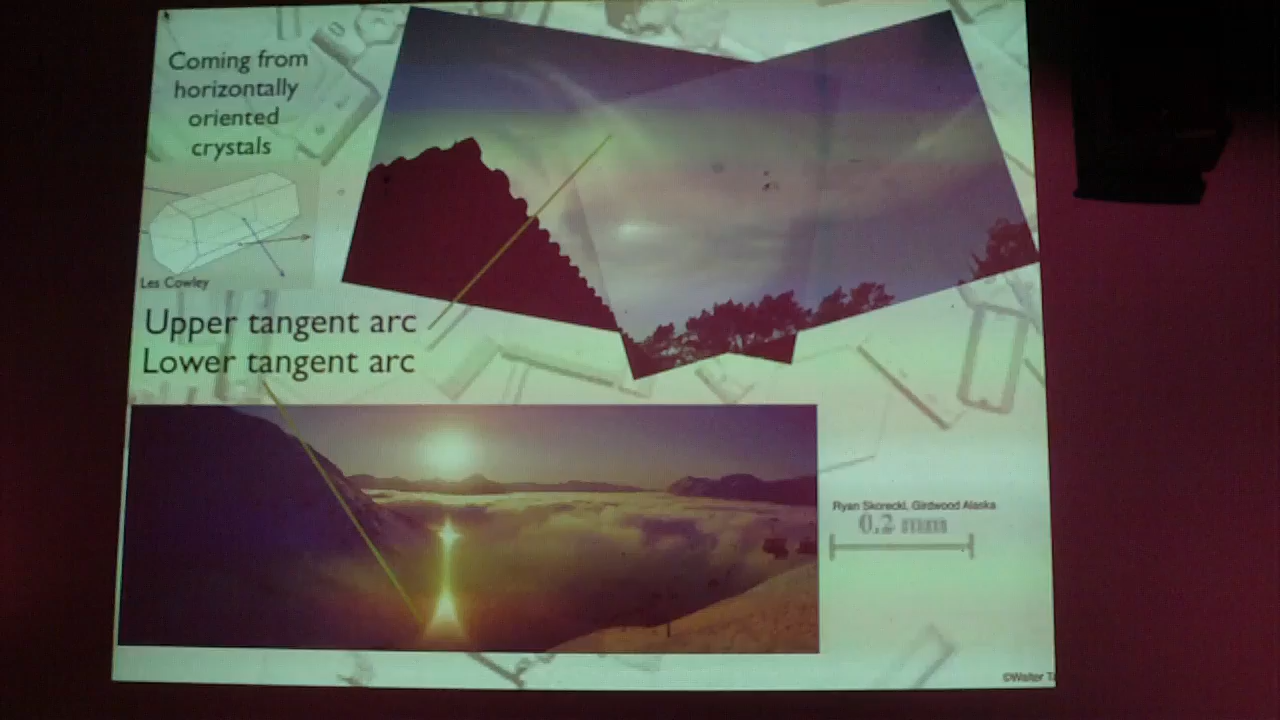 Coming from
horizontally
oriented
crystals
Les Cowley
Upper tangent arc
Lower tangent arc
Ryan Skorecki, Girdwood Alaska
0.2 mm
©Walter